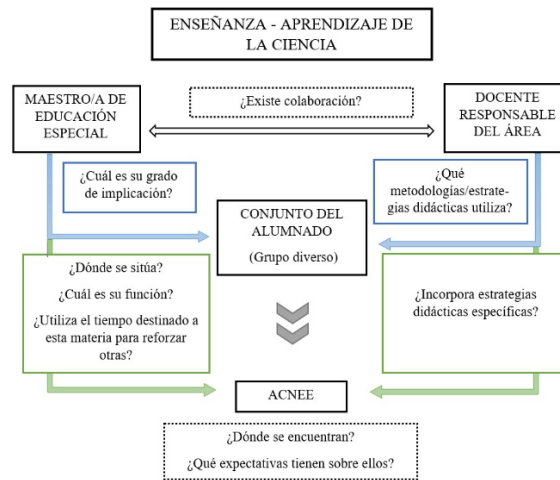 ENSEÑANZA - APRENDIZAJE DE
LA CIENCIA
MAESTRO/A DE
EDUCACIÓN
ESPECIAL
¿Existe colaboración?
DOCENTE
RESPONSABLE
DEL ÁREA
¿Cuál es su grado
de implicación?
¿Qué
metodologías/estrate-
gias didácticas utiliza?
CONJUNTO DEL
ALUMNADO
(Grupo diverso)
¿Dónde se sitúa?
¿Cuál es su función?
¿Utiliza el tiempo destinado a
esta materia para reforzar
otras?
¿Incorpora estrategias
didácticas específicas?
ACNEE
¿Dónde se encuentran?
¿Qué expectativas tienen sobre ellos?